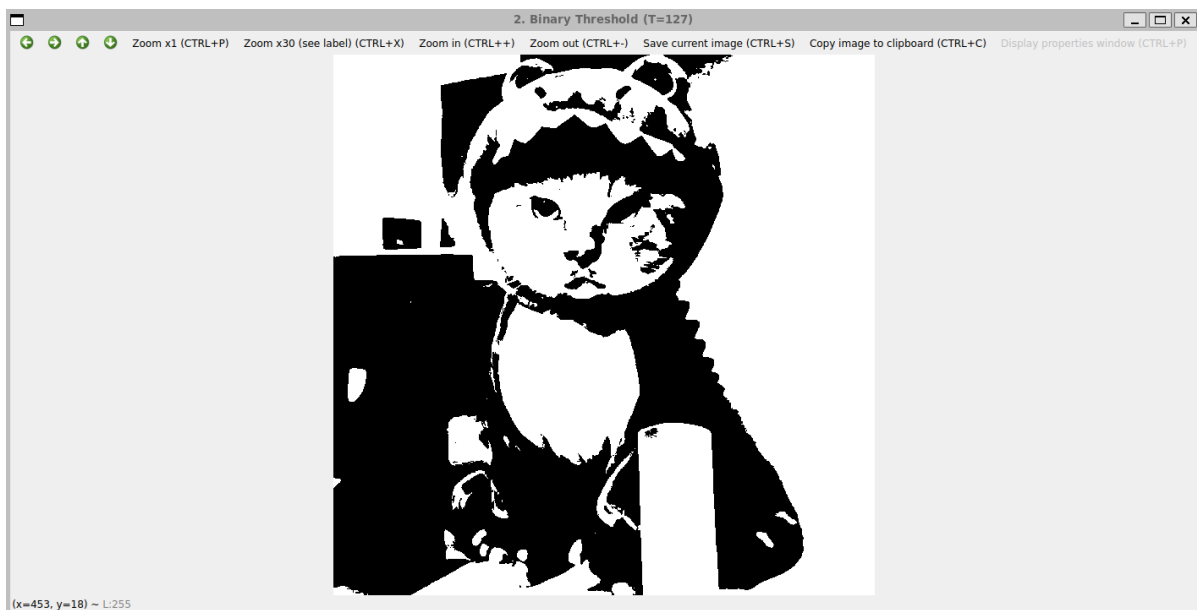 2. Binary Threshold (T=127)
Zoom x1 (CTRL+P) Zoom x30 (see label) (CTRL+X) Zoom in (CTRL++) Zoom out (CTRL+-) Save current image (CTRL+S) Copy image to clipboard (CTRL+C) Display properties window (CTRL+P)
(x=453, y=18) ~ L:255